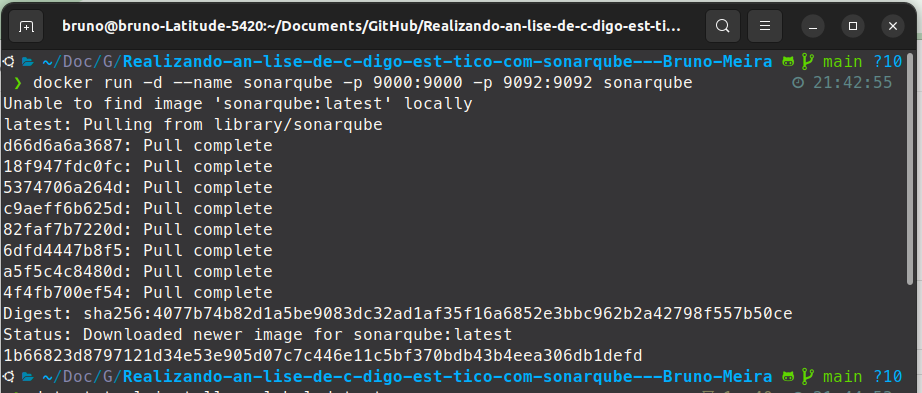 bruno@bruno-Latitude-5420:~/Documents/GitHub/Realizando-an-lise-de-c-digo-est-ti...
~/Doc/G/Realizando-an-lise-de-c-digo-est-tico-com-sonarqube---Bruno-Meira main ?10
❯ docker run -d --name sonarqube -p 9000:9000 -p 9092:9092 sonarqube 21:42:55
Unable to find image 'sonarqube:latest' locally
latest: Pulling from library/sonarqube
d66d6a6a3687: Pull complete
18f947fdc0fc: Pull complete
5374706a264d: Pull complete
c9aeff6b625d: Pull complete
82faf7b7220d: Pull complete
6dfd4447b8f5: Pull complete
a5f5c4c8480d: Pull complete
4f4fb700ef54: Pull complete
Digest: sha256:4077b74b82d1a5be9083dc32ad1af35f16a6852e3bbc962b2a42798f557b50ce
Status: Downloaded newer image for sonarqube:latest
1b66823d8797121d34e53e905d07c7c446e11c5bf370bdb43b4eea306db1defd
~/Doc/G/Realizando-an-lise-de-c-digo-est-tico-com-sonarqube---Bruno-Meira main ?10